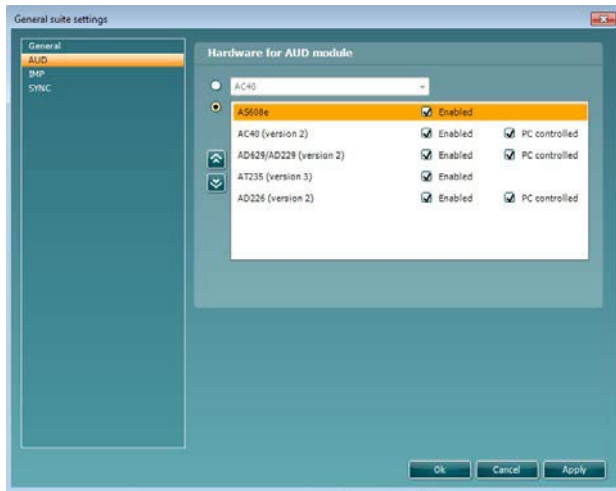 General suite settings
General
AUD
IMP
SYNC
Hardware for AUD module
AC40
AS608e Enabled
AC40 (version 2) Enabled PC controlled
AD629/AD229 (version 2) Enabled PC controlled
AT235 (version 3) Enabled
AD226 (version 2) Enabled PC controlled
Ok Cancel Apply